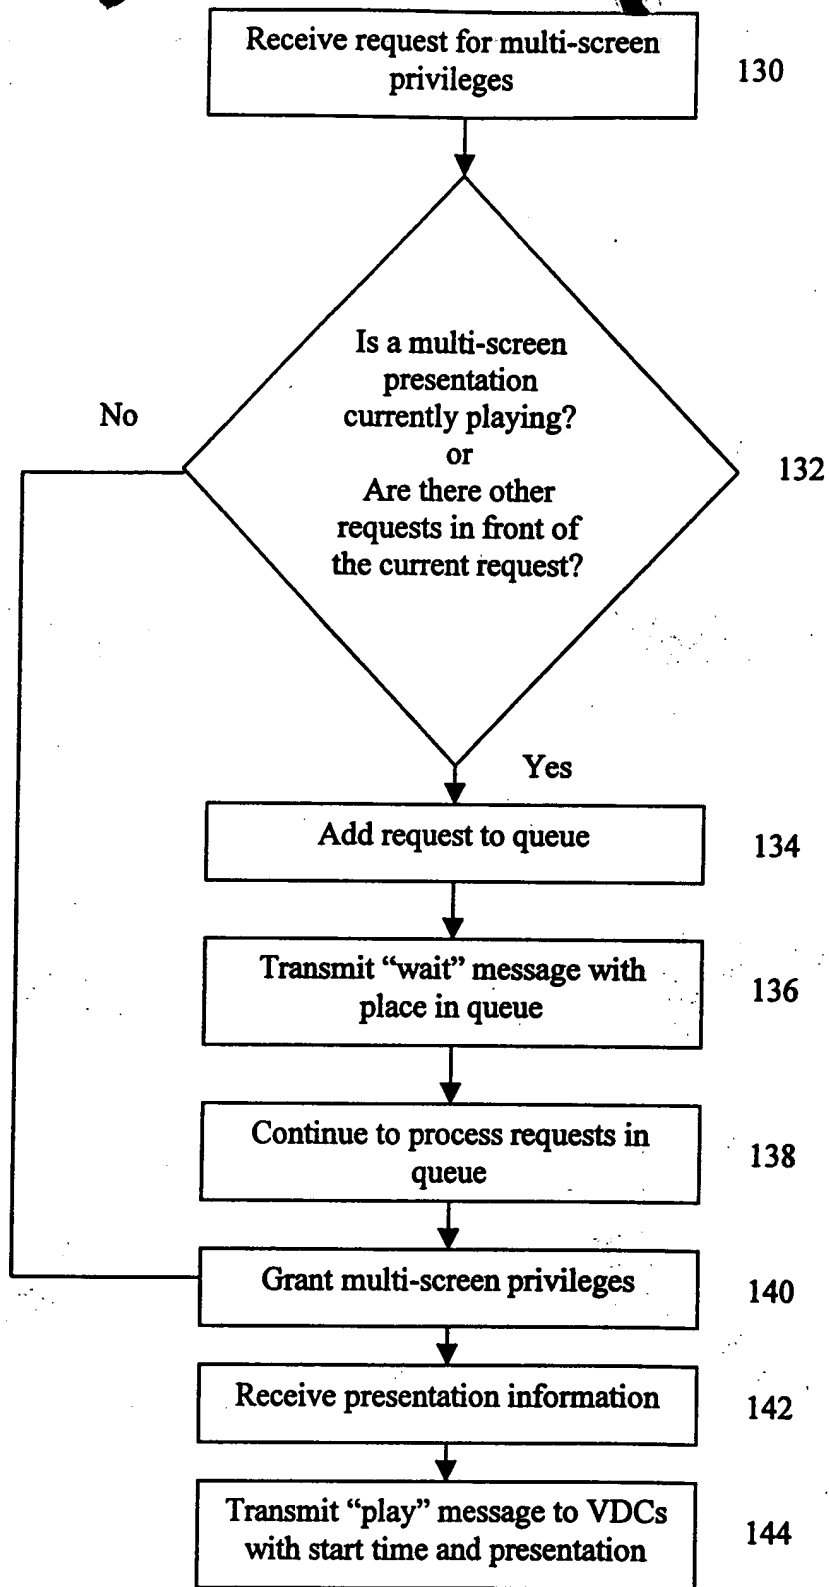 Receive request for multi-screen
privileges
130
Is a multi-screen
presentation
currently playing?
or
Are there other
requests in front of
the current request?
No
132
Yes
Add request to queue
134
Transmit “wait” message with
place in queue
136
Continue to process requests in
queue
138
Grant multi-screen privileges
140
Receive presentation information
142
Transmit “play” message to VDCs
with start time and presentation
144